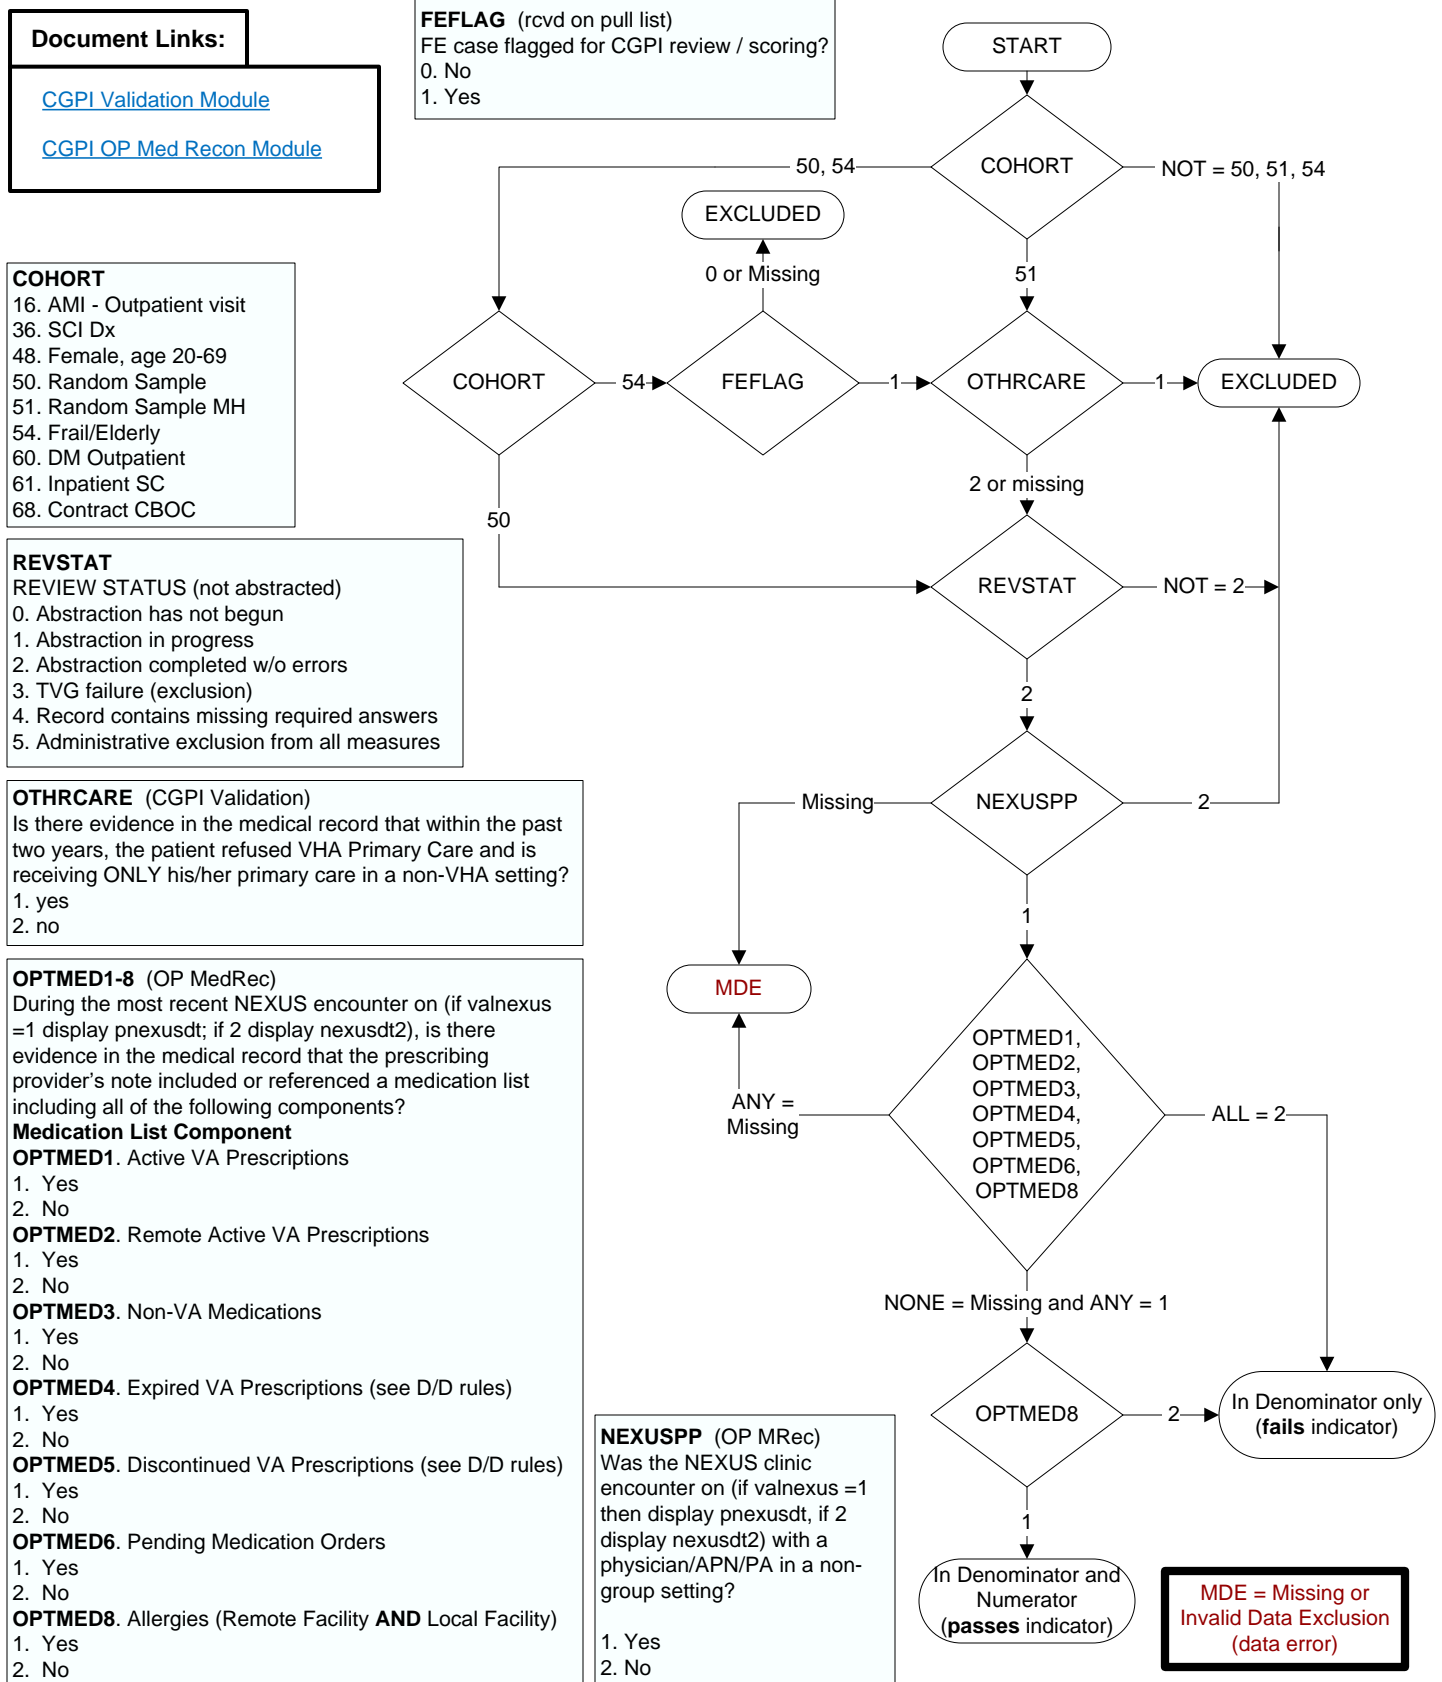 Document Links:
CGPI Validation Module
CGPI OP Med Recon Module
FEFLAG (rcvd on pull list)
FE case flagged for CGPI review / scoring?
0. No
1. Yes
START
COHORT
50, 54
NOT = 50, 51, 54
EXCLUDED
0 or Missing
51
COHORT
54
FEFLAG
1
OTHRCARE
1
EXCLUDED
2 or missing
50
REVSTAT
NOT = 2
2
NEXUSPP
Missing
2
1
MDE
OPTMED1,
OPTMED2,
OPTMED3,
OPTMED4,
OPTMED5,
OPTMED6,
OPTMED8
ANY =
Missing
ALL = 2
NONE = Missing and ANY = 1
OPTMED8
2
In Denominator only
(fails indicator)
1
In Denominator and
Numerator
(passes indicator)
MDE = Missing or
Invalid Data Exclusion
(data error)
COHORT
16. AMI - Outpatient visit
36. SCI Dx
48. Female, age 20-69
50. Random Sample
51. Random Sample MH
54. Frail/Elderly
60. DM Outpatient
61. Inpatient SC
68. Contract CBOC
REVSTAT
REVIEW STATUS (not abstracted)
0. Abstraction has not begun
1. Abstraction in progress
2. Abstraction completed w/o errors
3. TVG failure (exclusion)
4. Record contains missing required answers
5. Administrative exclusion from all measures
OTHRCARE (CGPI Validation)
Is there evidence in the medical record that within the past
two years, the patient refused VHA Primary Care and is
receiving ONLY his/her primary care in a non-VHA setting?
1. yes
2. no
OPTMED1-8 (OP MedRec)
During the most recent NEXUS encounter on (if valnexus
=1 display pnexusdt; if 2 display nexusdt2), is there
evidence in the medical record that the prescribing
provider's note included or referenced a medication list
including all of the following components?
Medication List Component
OPTMED1. Active VA Prescriptions
1. Yes
2. No
OPTMED2. Remote Active VA Prescriptions
1. Yes
2. No
OPTMED3. Non-VA Medications
1. Yes
2. No
OPTMED4. Expired VA Prescriptions (see D/D rules)
1. Yes
2. No
OPTMED5. Discontinued VA Prescriptions (see D/D rules)
1. Yes
2. No
OPTMED6. Pending Medication Orders
1. Yes
2. No
OPTMED8. Allergies (Remote Facility AND Local Facility)
1. Yes
2. No
NEXUSPP (OP MRec)
Was the NEXUS clinic
encounter on (if valnexus =1
then display pnexusdt, if 2
display nexusdt2) with a
physician/APN/PA in a non-
group setting?
1. Yes
2. No